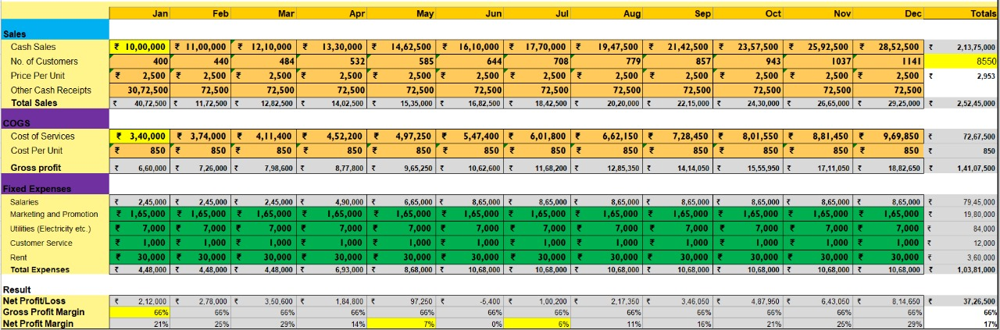 Jan Feb Mar Apr May Jun Jul Aug Sep Oct Nov Dec Totals
Sales
Cash Sales ₹ 10,00,000 ₹ 11,00,000 ₹ 12,10,000 ₹ 13,30,000 ₹ 14,62,500 ₹ 16,10,000 ₹ 17,70,000 ₹ 19,47,500 ₹ 21,42,500 ₹ 23,57,500 ₹ 25,92,500 ₹ 28,52,500 ₹ 2,13,75,000
No. of Customers 400 440 484 532 585 644 708 779 857 943 1037 1141 8550
Price Per Unit ₹ 2,500 ₹ 2,500 ₹ 2,500 ₹ 2,500 ₹ 2,500 ₹ 2,500 ₹ 2,500 ₹ 2,500 ₹ 2,500 ₹ 2,500 ₹ 2,500 ₹ 2,500 ₹ 2,953
Other Cash Receipts 30,72,500 72,500 72,500 72,500 72,500 72,500 72,500 72,500 72,500 72,500 72,500 72,500
Total Sales ₹ 40,72,500 ₹ 11,72,500 ₹ 12,82,500 ₹ 14,02,500 ₹ 15,35,000 ₹ 16,82,500 ₹ 18,42,500 ₹ 20,20,000 ₹ 22,15,000 ₹ 24,30,000 ₹ 26,65,000 ₹ 29,25,000 ₹ 2,52,45,000
COGS
Cost of Services ₹ 3,40,000 ₹ 3,74,000 ₹ 4,11,400 ₹ 4,52,200 ₹ 4,97,250 ₹ 5,47,400 ₹ 6,01,800 ₹ 6,62,150 ₹ 7,28,450 ₹ 8,01,550 ₹ 8,81,450 ₹ 9,69,850 ₹ 72,67,500
Cost Per Unit ₹ 850 ₹ 850 ₹ 850 ₹ 850 ₹ 850 ₹ 850 ₹ 850 ₹ 850 ₹ 850 ₹ 850 ₹ 850 ₹ 850 ₹ 850
Gross profit ₹ 6,60,000 ₹ 7,26,000 ₹ 7,98,600 ₹ 8,77,800 ₹ 9,65,250 ₹ 10,62,600 ₹ 11,68,200 ₹ 12,85,350 ₹ 14,14,050 ₹ 15,55,950 ₹ 17,11,050 ₹ 18,82,650 ₹ 1,41,07,500
Fixed Expenses
Salaries ₹ 2,45,000 ₹ 2,45,000 ₹ 2,45,000 ₹ 4,90,000 ₹ 6,65,000 ₹ 8,65,000 ₹ 8,65,000 ₹ 8,65,000 ₹ 8,65,000 ₹ 8,65,000 ₹ 8,65,000 ₹ 8,65,000 ₹ 79,45,000
Marketing and Promotion ₹ 1,65,000 ₹ 1,65,000 ₹ 1,65,000 ₹ 1,65,000 ₹ 1,65,000 ₹ 1,65,000 ₹ 1,65,000 ₹ 1,65,000 ₹ 1,65,000 ₹ 1,65,000 ₹ 1,65,000 ₹ 1,65,000 ₹ 19,80,000
Utilities (Electricity etc.) ₹ 7,000 ₹ 7,000 ₹ 7,000 ₹ 7,000 ₹ 7,000 ₹ 7,000 ₹ 7,000 ₹ 7,000 ₹ 7,000 ₹ 7,000 ₹ 7,000 ₹ 7,000 ₹ 84,000
Customer Service ₹ 1,000 ₹ 1,000 ₹ 1,000 ₹ 1,000 ₹ 1,000 ₹ 1,000 ₹ 1,000 ₹ 1,000 ₹ 1,000 ₹ 1,000 ₹ 1,000 ₹ 1,000 ₹ 12,000
Rent ₹ 30,000 ₹ 30,000 ₹ 30,000 ₹ 30,000 ₹ 30,000 ₹ 30,000 ₹ 30,000 ₹ 30,000 ₹ 30,000 ₹ 30,000 ₹ 30,000 ₹ 30,000 ₹ 3,60,000
Total Expenses ₹ 4,48,000 ₹ 4,48,000 ₹ 4,48,000 ₹ 6,93,000 ₹ 8,68,000 ₹ 10,68,000 ₹ 10,68,000 ₹ 10,68,000 ₹ 10,68,000 ₹ 10,68,000 ₹ 10,68,000 ₹ 10,68,000 ₹ 1,03,81,000
Result
Net Profit/Loss ₹ 2,12,000 ₹ 2,78,000 ₹ 3,50,600 ₹ 1,84,800 ₹ 97,250 ₹ -5,400 ₹ 1,00,200 ₹ 2,17,350 ₹ 3,46,050 ₹ 4,87,950 ₹ 6,43,050 ₹ 8,14,650 ₹ 37,26,500
Gross Profit Margin 66% 66% 66% 66% 66% 66% 66% 66% 66% 66% 66% 66% 66%
Net Profit Margin 21% 25% 29% 14% 7% 0% 6% 11% 16% 21% 25% 29% 17%